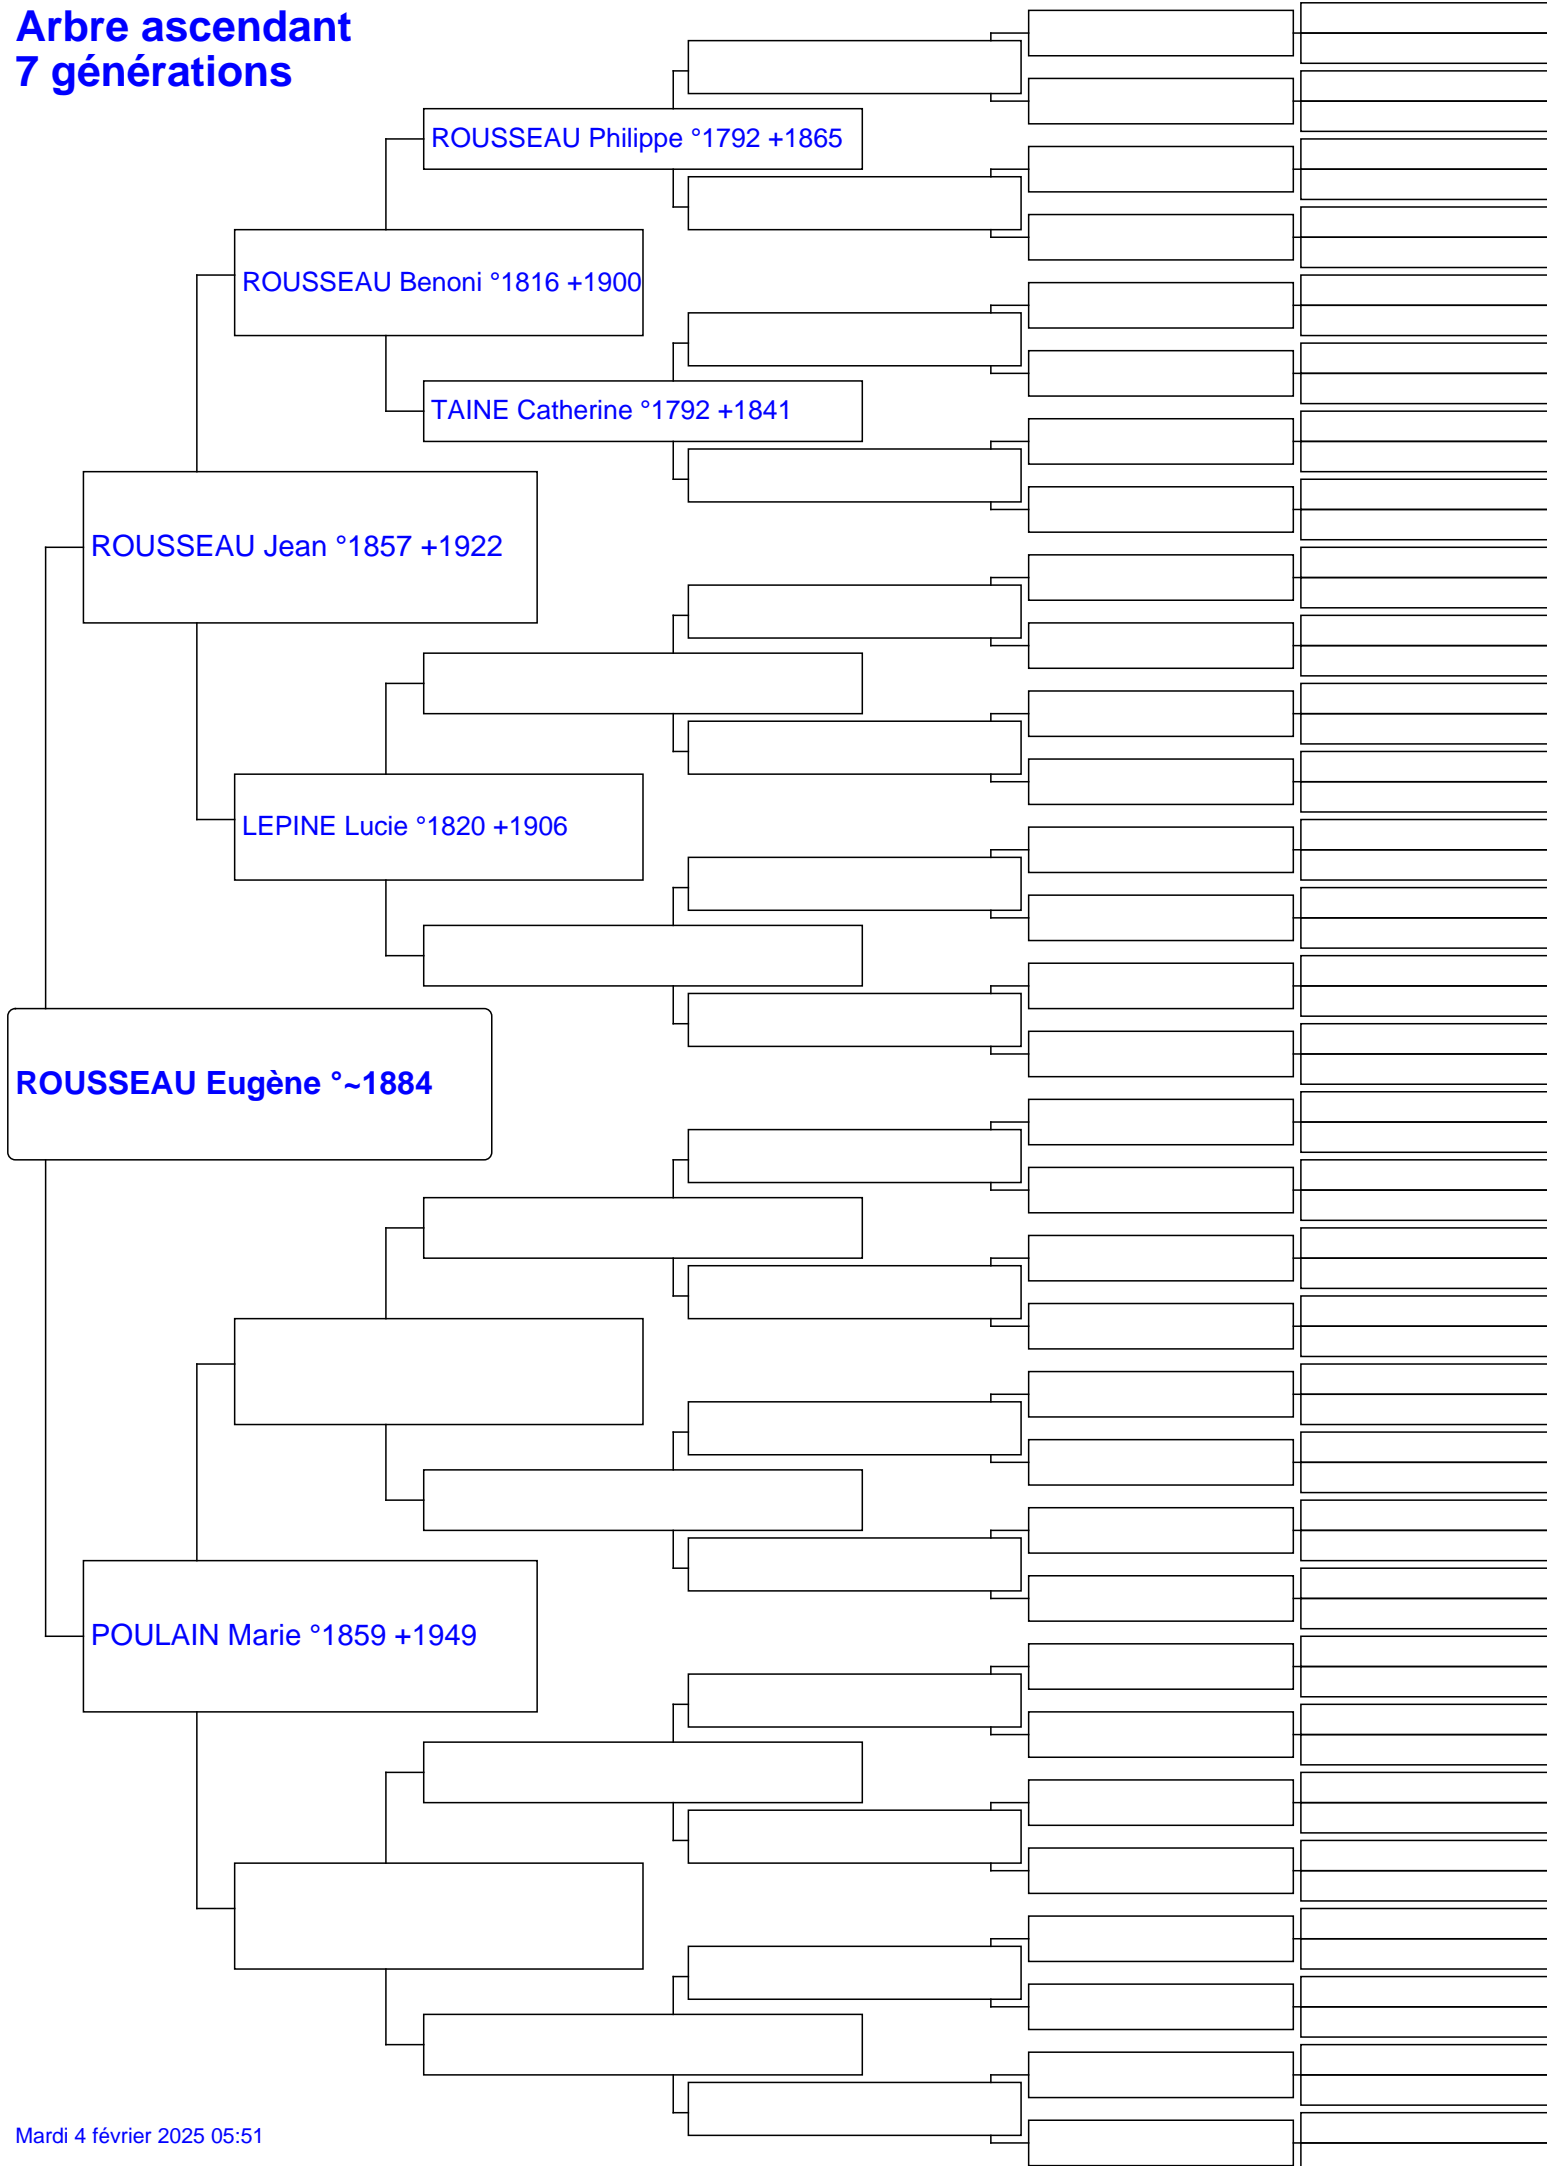 Arbre ascendant
7 générations
ROUSSEAU Philippe °1792 +1865
ROUSSEAU Benoni °1816 +1900
TAINE Catherine °1792 +1841
ROUSSEAU Jean °1857 +1922
LEPINE Lucie °1820 +1906
ROUSSEAU Eugène °~1884
POULAIN Marie °1859 +1949
Mardi 4 février 2025 05:51